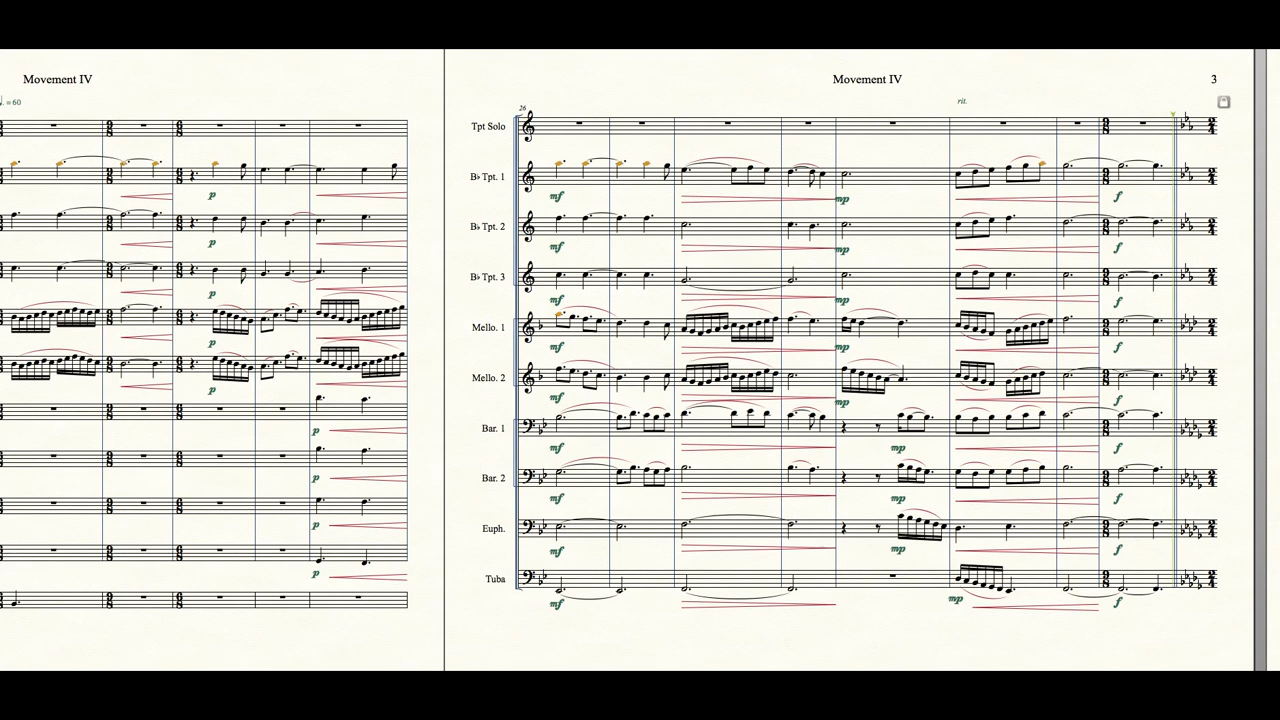 Movement IV
Movement IV
3
. = 60
rit.
26
Tpt Solo
B♭ Tpt. 1
B♭ Tpt. 2
B♭ Tpt. 3
Mello. 1
Mello. 2
Bar. 1
Bar. 2
Euph.
Tuba
p
p
p
p
p
p
p
p
p
mf
mp
f
mf
mp
f
mf
mp
f
mf
mp
f
mf
mp
f
mf
mp
f
mf
mp
f
mf
mp
f
mf
mp
f